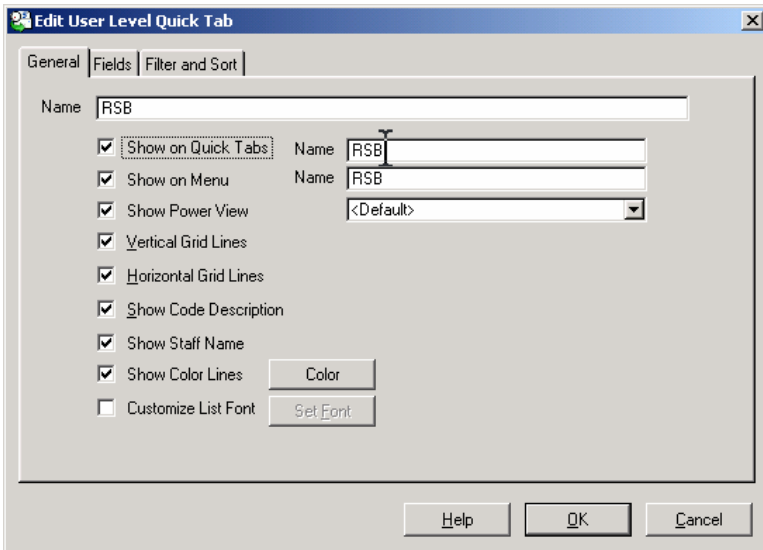 Edit User Level Quick Tab
General Fields Filter and Sort
Name RSB
Show on Quick Tabs Name RSB
Show on Menu Name RSB
Show Power View <Default>
Vertical Grid Lines
Horizontal Grid Lines
Show Code Description
Show Staff Name
Show Color Lines Color
Customize List Font Set Font
Help OK Cancel